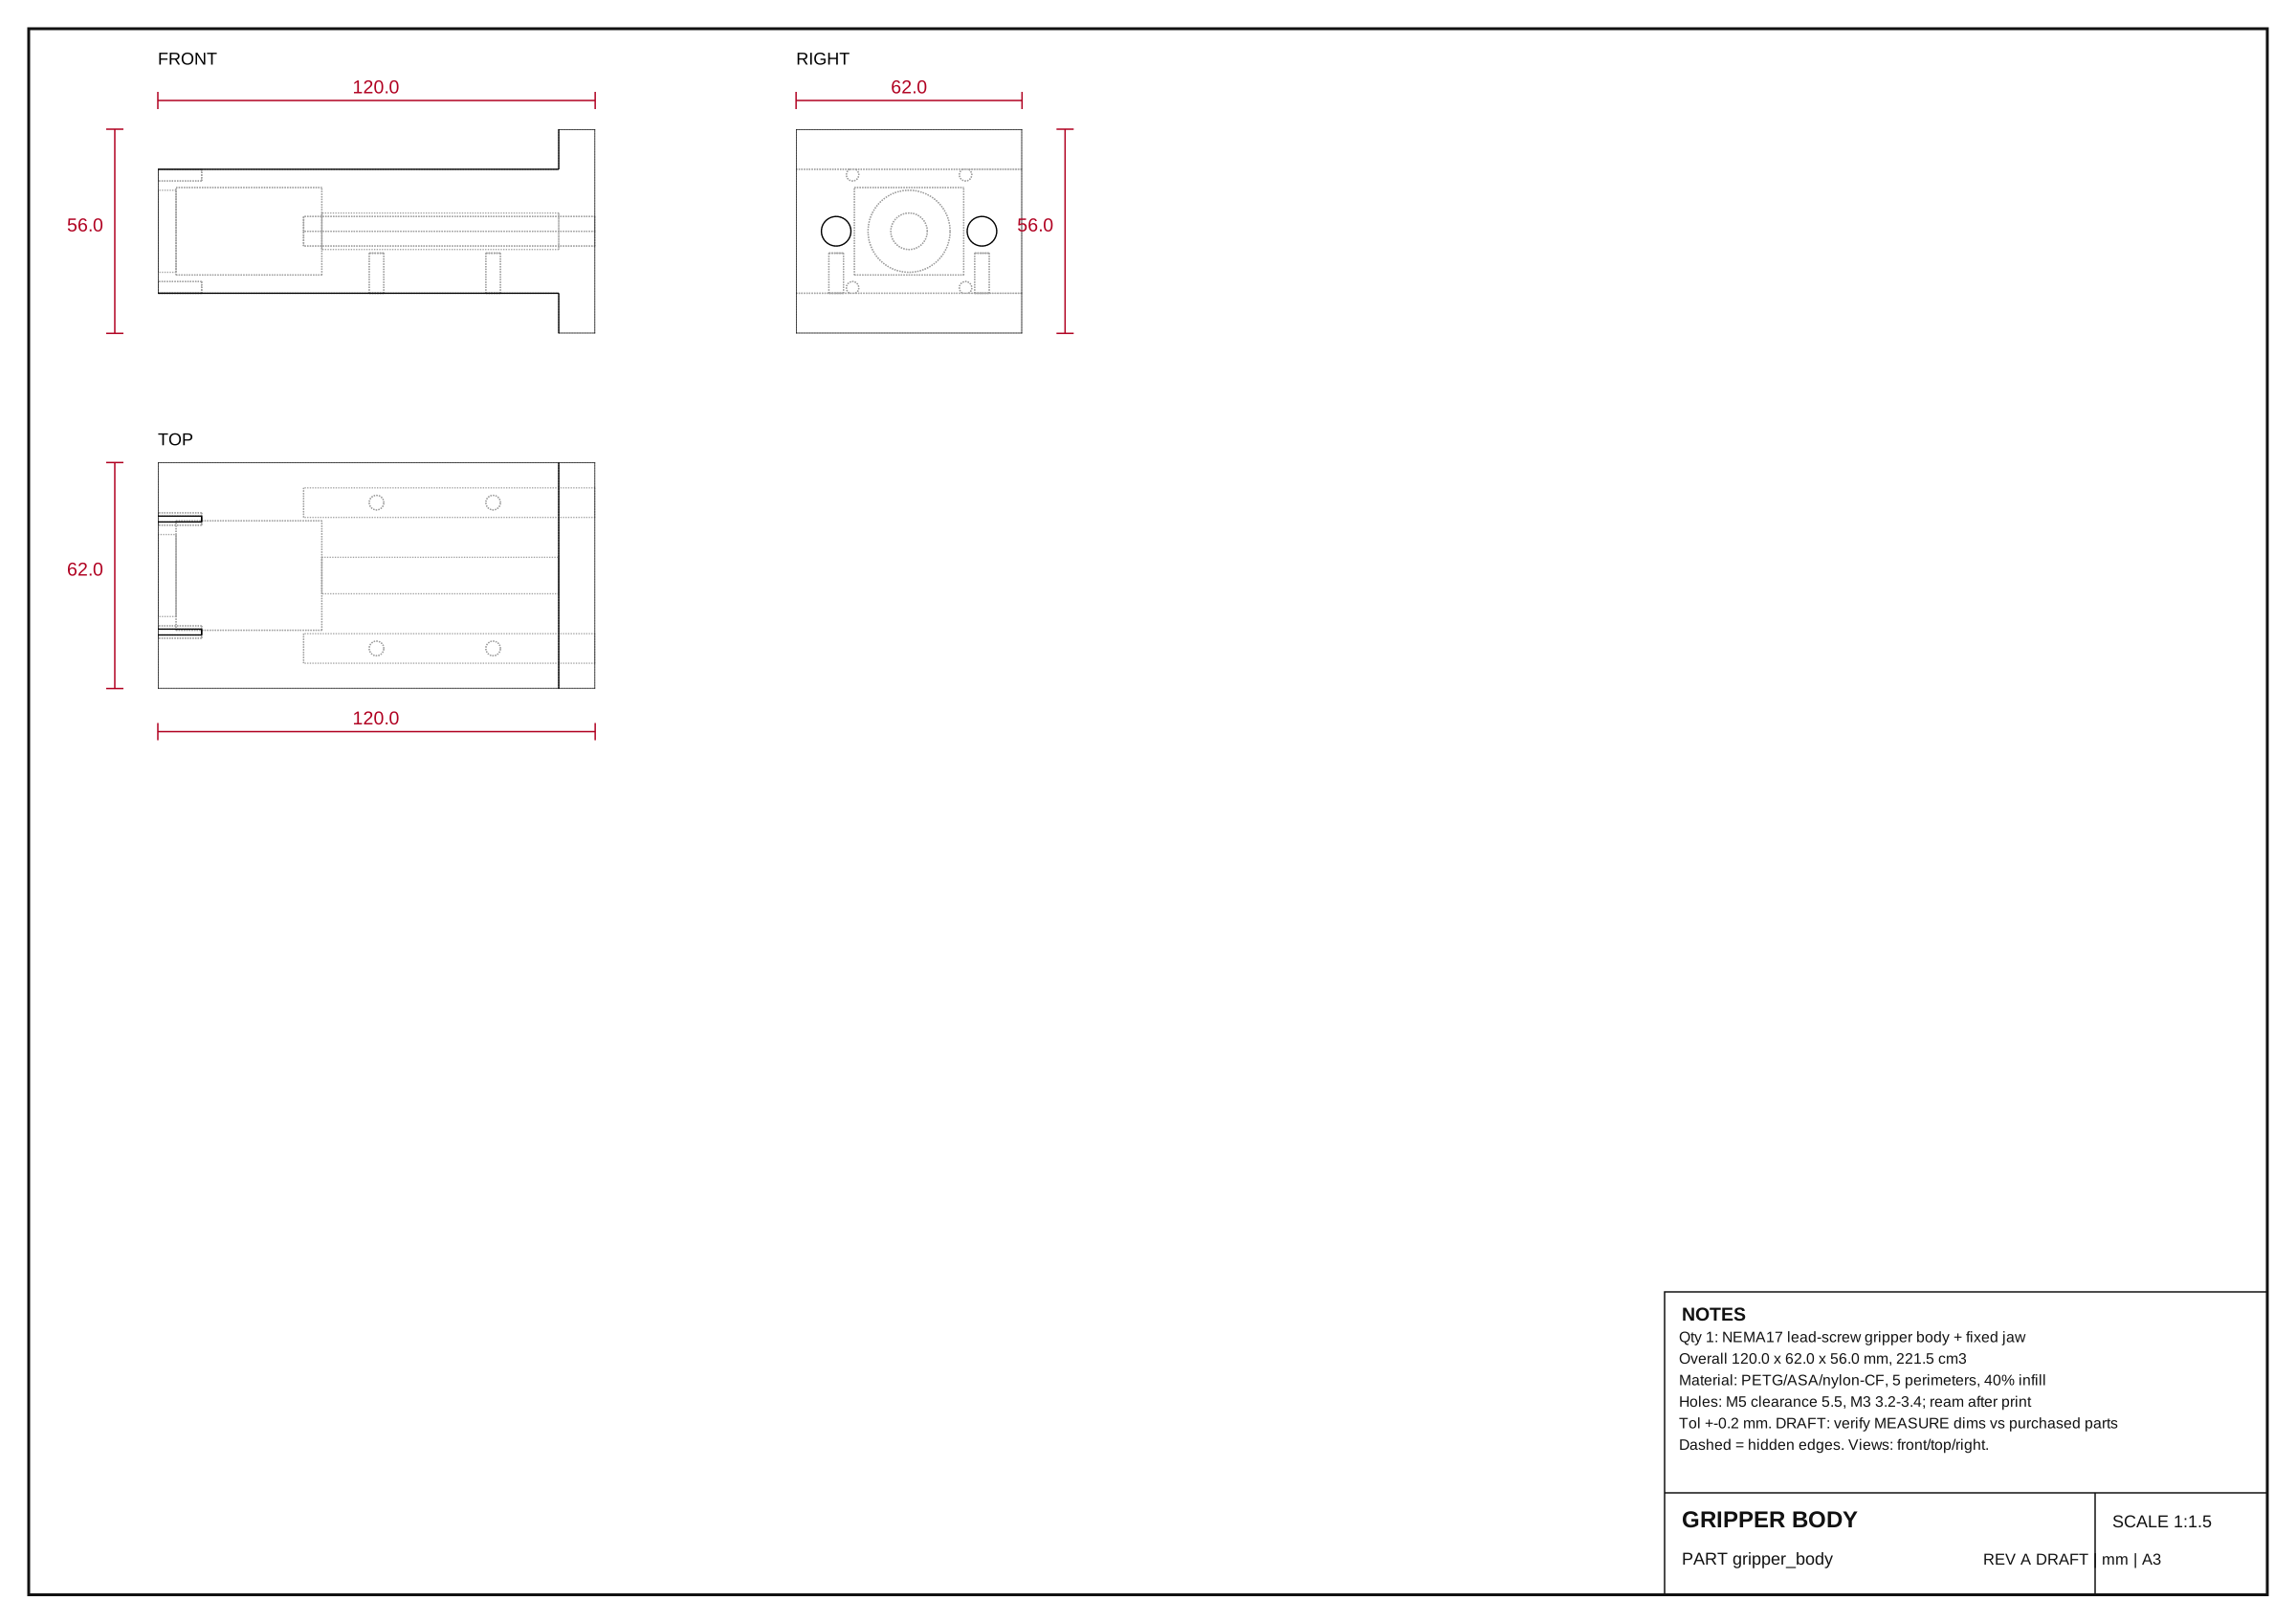 FRONT
RIGHT
120.0
62.0
56.0
56.0
TOP
62.0
120.0
NOTES
Qty 1: NEMA17 lead-screw gripper body + fixed jaw
Overall 120.0 x 62.0 x 56.0 mm, 221.5 cm3
Material: PETG/ASA/nylon-CF, 5 perimeters, 40% infill
Holes: M5 clearance 5.5, M3 3.2-3.4; ream after print
Tol +-0.2 mm. DRAFT: verify MEASURE dims vs purchased parts
Dashed = hidden edges. Views: front/top/right.
GRIPPER BODY
SCALE 1:1.5
PART gripper_body
REV A DRAFT | mm | A3